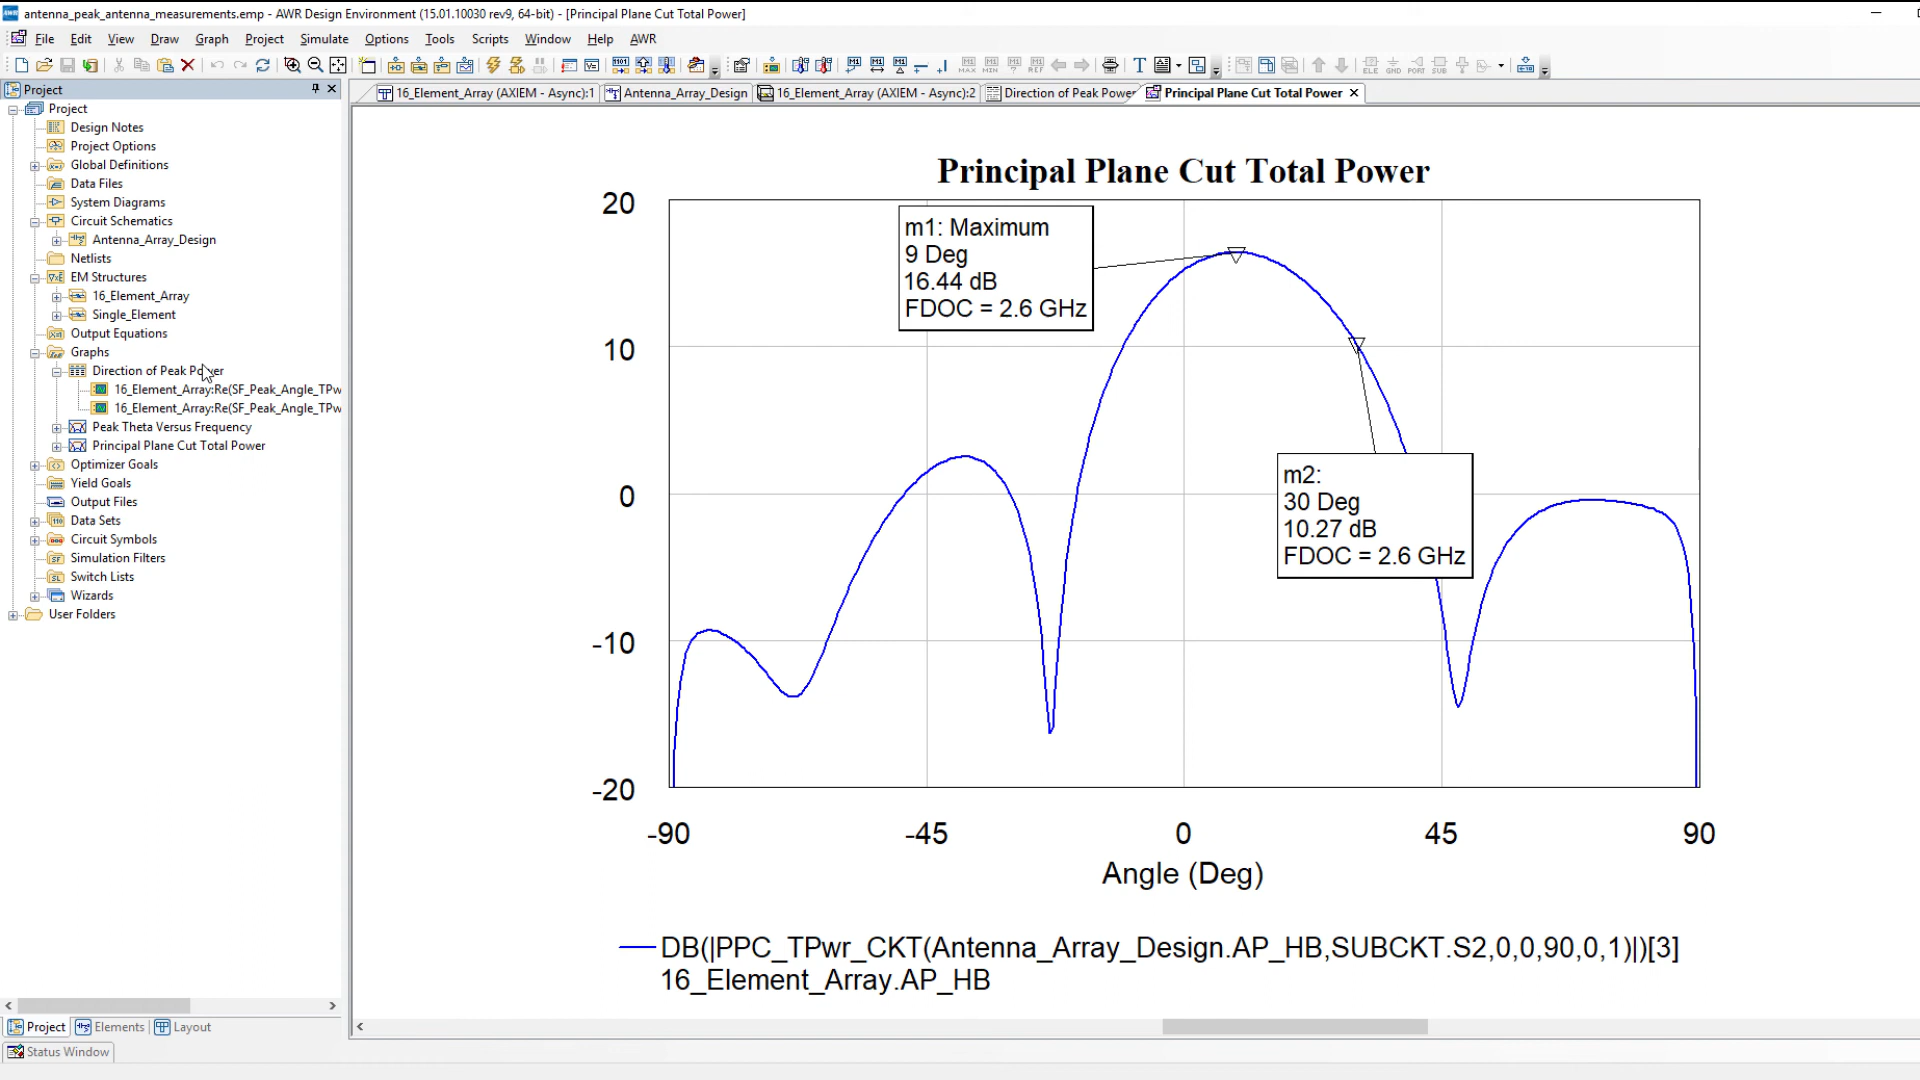 antenna_peak_antenna_measurements.emp - AWR Design Environment (15.01.10030 rev9, 64-bit) - [Principal Plane Cut Total Power]
File Edit View Draw Graph Project Simulate Options Tools Scripts Window Help AWR
Project
16_Element_Array (AXIEM - Async):1 Antenna_Array_Design 16_Element_Array (AXIEM - Async):2 Direction of Peak Power Principal Plane Cut Total Power
Project
Design Notes
Project Options
Global Definitions
Data Files
System Diagrams
Circuit Schematics
Antenna_Array_Design
Netlists
EM Structures
16_Element_Array
Single_Element
Output Equations
Graphs
Direction of Peak Power
16_Element_Array:Re(SF_Peak_Angle_TPw
16_Element_Array:Re(SF_Peak_Angle_TPw
Peak Theta Versus Frequency
Principal Plane Cut Total Power
Optimizer Goals
Yield Goals
Output Files
Data Sets
Circuit Symbols
Simulation Filters
Switch Lists
Wizards
User Folders
Project Elements Layout
Status Window
Principal Plane Cut Total Power
20
10
0
-10
-20
m1: Maximum
9 Deg
16.44 dB
FDOC = 2.6 GHz
m2:
30 Deg
10.27 dB
FDOC = 2.6 GHz
-90 -45 0 45 90
Angle (Deg)
DB(|PPC_TPwr_CKT(Antenna_Array_Design.AP_HB,SUBCKT.S2,0,0,90,0,1)|)[3]
16_Element_Array.AP_HB